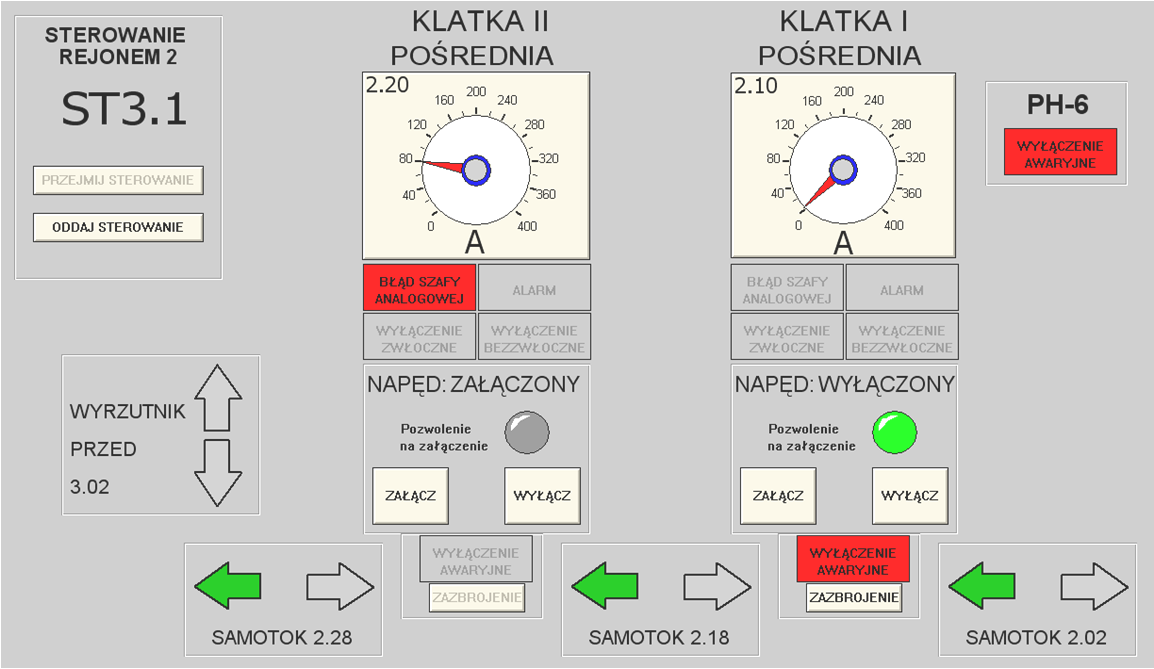 STEROWANIE
REJONEM 2
ST3.1
PRZEJMIJ STEROWANIE
ODDAJ STEROWANIE
WYRZUTNIK
PRZED
3.02
KLATKA II
POŚREDNIA
2.20
0
40
80
120
160
200
240
280
320
360
400
A
BŁĄD SZAFY
ANALOGOWEJ
ALARM
WYŁĄCZENIE
ZWŁOCZNE
WYŁĄCZENIE
BEZZWŁOCZNE
NAPĘD: ZAŁĄCZONY
Pozwolenie
na załączenie
ZAŁĄCZ
WYŁĄCZ
WYŁĄCZENIE
AWARYJNE
ZAZBROJENIE
KLATKA I
POŚREDNIA
2.10
0
40
80
120
160
200
240
280
320
360
400
A
BŁĄD SZAFY
ANALOGOWEJ
ALARM
WYŁĄCZENIE
ZWŁOCZNE
WYŁĄCZENIE
BEZZWŁOCZNE
NAPĘD: WYŁĄCZONY
Pozwolenie
na załączenie
ZAŁĄCZ
WYŁĄCZ
WYŁĄCZENIE
AWARYJNE
ZAZBROJENIE
PH-6
WYŁĄCZENIE
AWARYJNE
SAMOTOK 2.28
SAMOTOK 2.18
SAMOTOK 2.02